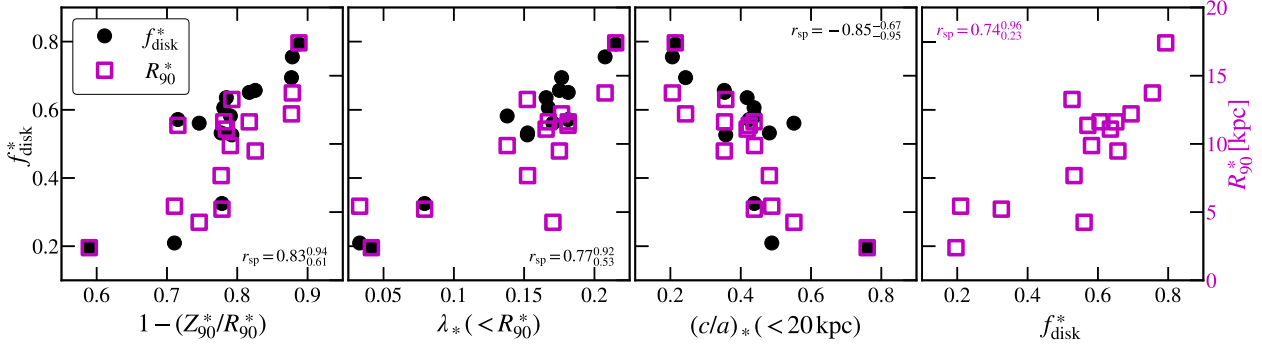 f*disk
R*90
rsp = 0.83^0.94_0.61
0.8
0.6
0.4
0.2
f*disk
0.6 0.7 0.8 0.9
1 − (Z*90/R*90)
rsp = 0.77^0.92_0.53
0.05 0.1 0.15 0.2
λ*(< R*90)
rsp = −0.85^−0.67_−0.95
0.2 0.4 0.6 0.8
(c/a)*(< 20 kpc)
rsp = 0.74^0.96_0.23
0.2 0.4 0.6 0.8
f*disk
20
15
10
5
0
R*90 [kpc]